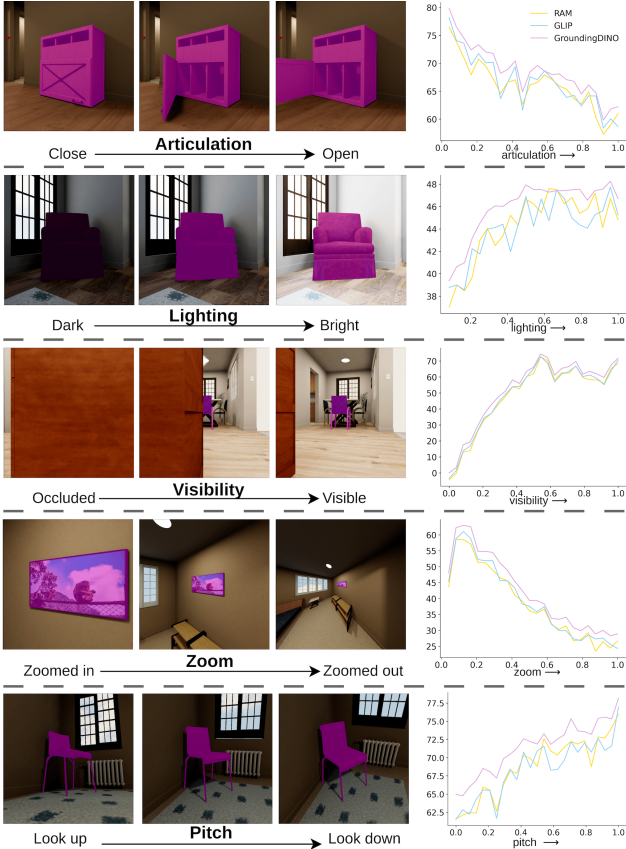 80
75
70
65
60
RAM
GLIP
GroundingDINO
0.0 0.2 0.4 0.6 0.8 1.0
articulation →
Articulation
Close
Open
48
46
44
42
40
38
0.0 0.2 0.4 0.6 0.8 1.0
lighting →
Lighting
Dark
Bright
70
60
50
40
30
20
10
0
0.0 0.2 0.4 0.6 0.8 1.0
visibility →
Visibility
Occluded
Visible
60
55
50
45
40
35
30
25
0.0 0.2 0.4 0.6 0.8 1.0
zoom →
Zoom
Zoomed in
Zoomed out
77.5
75.0
72.5
70.0
67.5
65.0
62.5
0.0 0.2 0.4 0.6 0.8 1.0
pitch →
Pitch
Look up
Look down